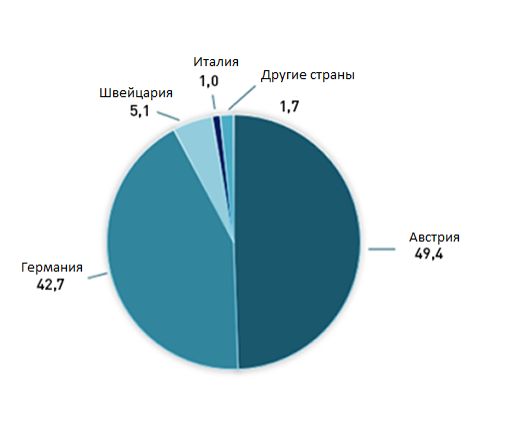 Италия
1,0
Другие страны
1,7
Швейцария
5,1
Австрия
49,4
Германия
42,7